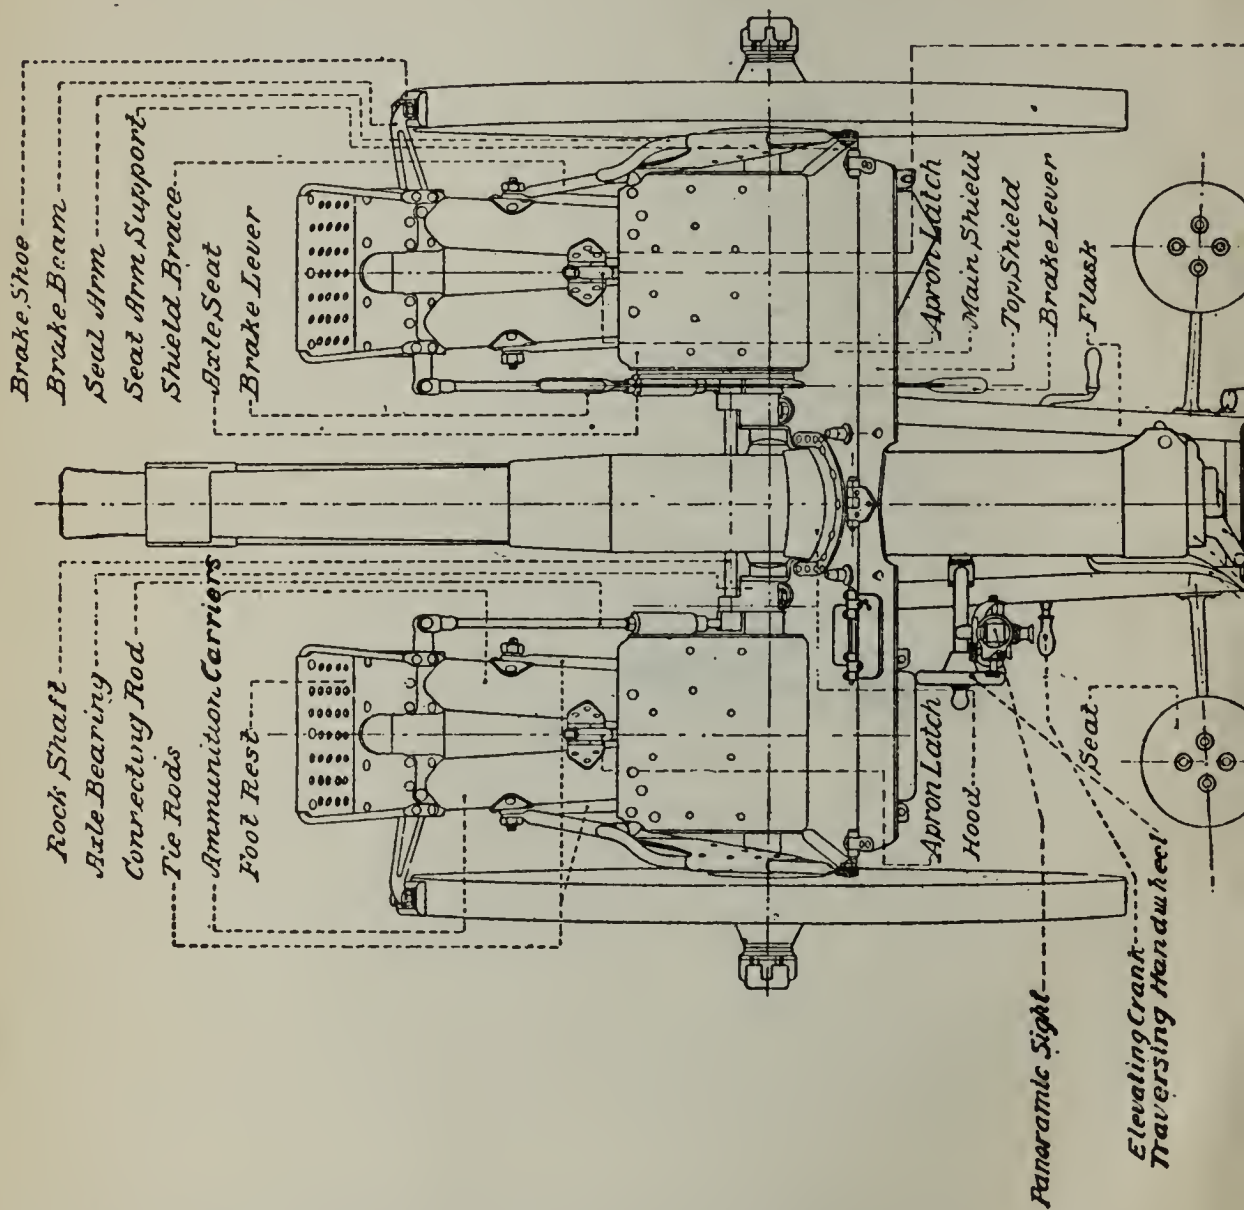 Brake Shoe
Brake Beam
Seat Arm
Seat Arm Support
Shield Brace
Axle Seat
Brake Lever
Apron Latch
Main Shield
Top Shield
Brake Lever
Flask
Rock Shaft
Axle Bearing
Connecting Rod
Tie Rods
Ammunition Carriers
Foot Rest
Apron Latch
Hood
Seat
Panoramic Sight
Elevating Crank
Traversing Handwheel